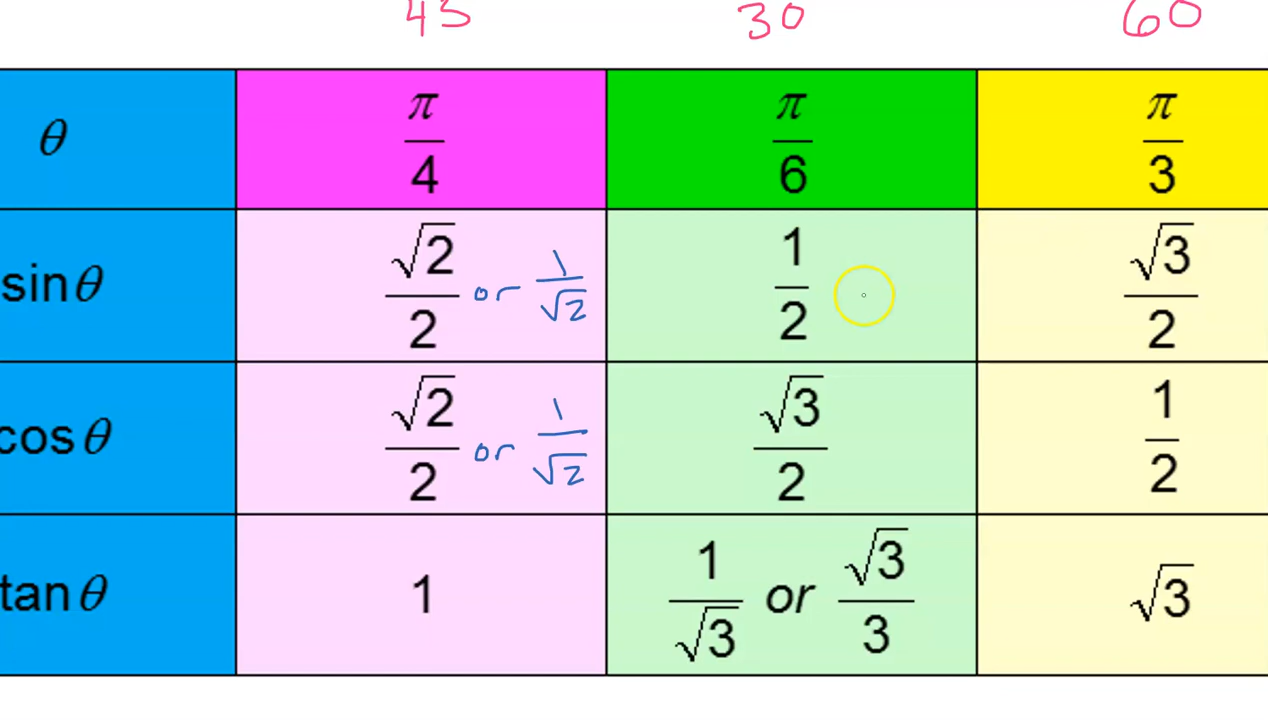 45 30 60
θ π/4 π/6 π/3
sinθ √2/2 or 1/√2 1/2 √3/2
cosθ √2/2 or 1/√2 √3/2 1/2
tanθ 1 1/√3 or √3/3 √3